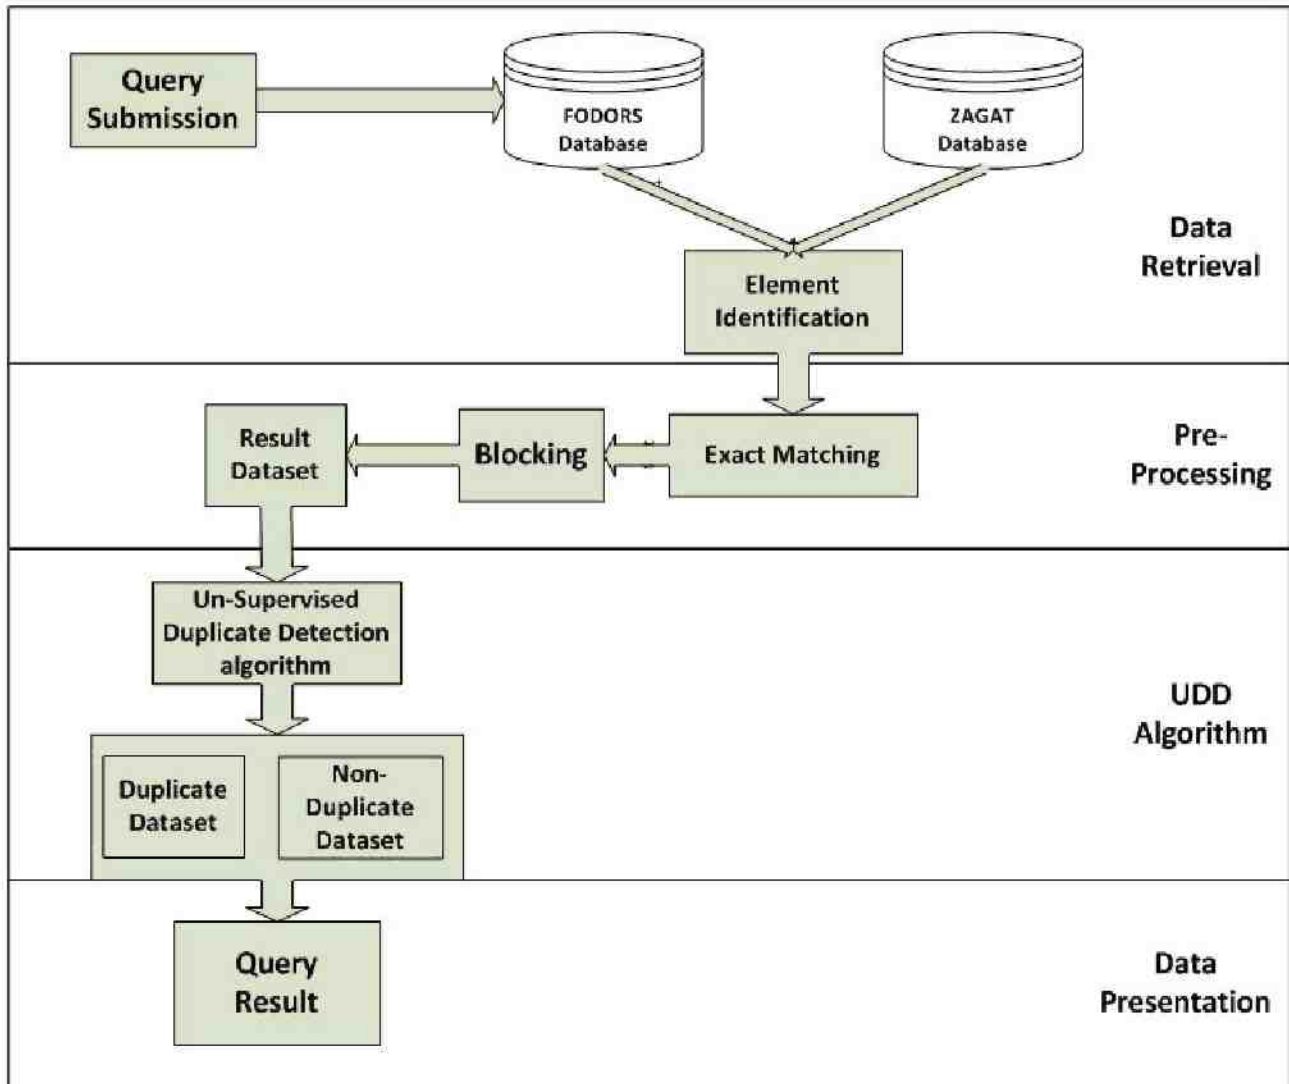 Query
Submission
FODORS
Database
ZAGAT
Database
Data
Retrieval
Element
Identification
Result
Dataset
Blocking
Exact Matching
Pre-
Processing
Un-Supervised
Duplicate Detection
algorithm
UDD
Algorithm
Duplicate
Dataset
Non-
Duplicate
Dataset
Query
Result
Data
Presentation